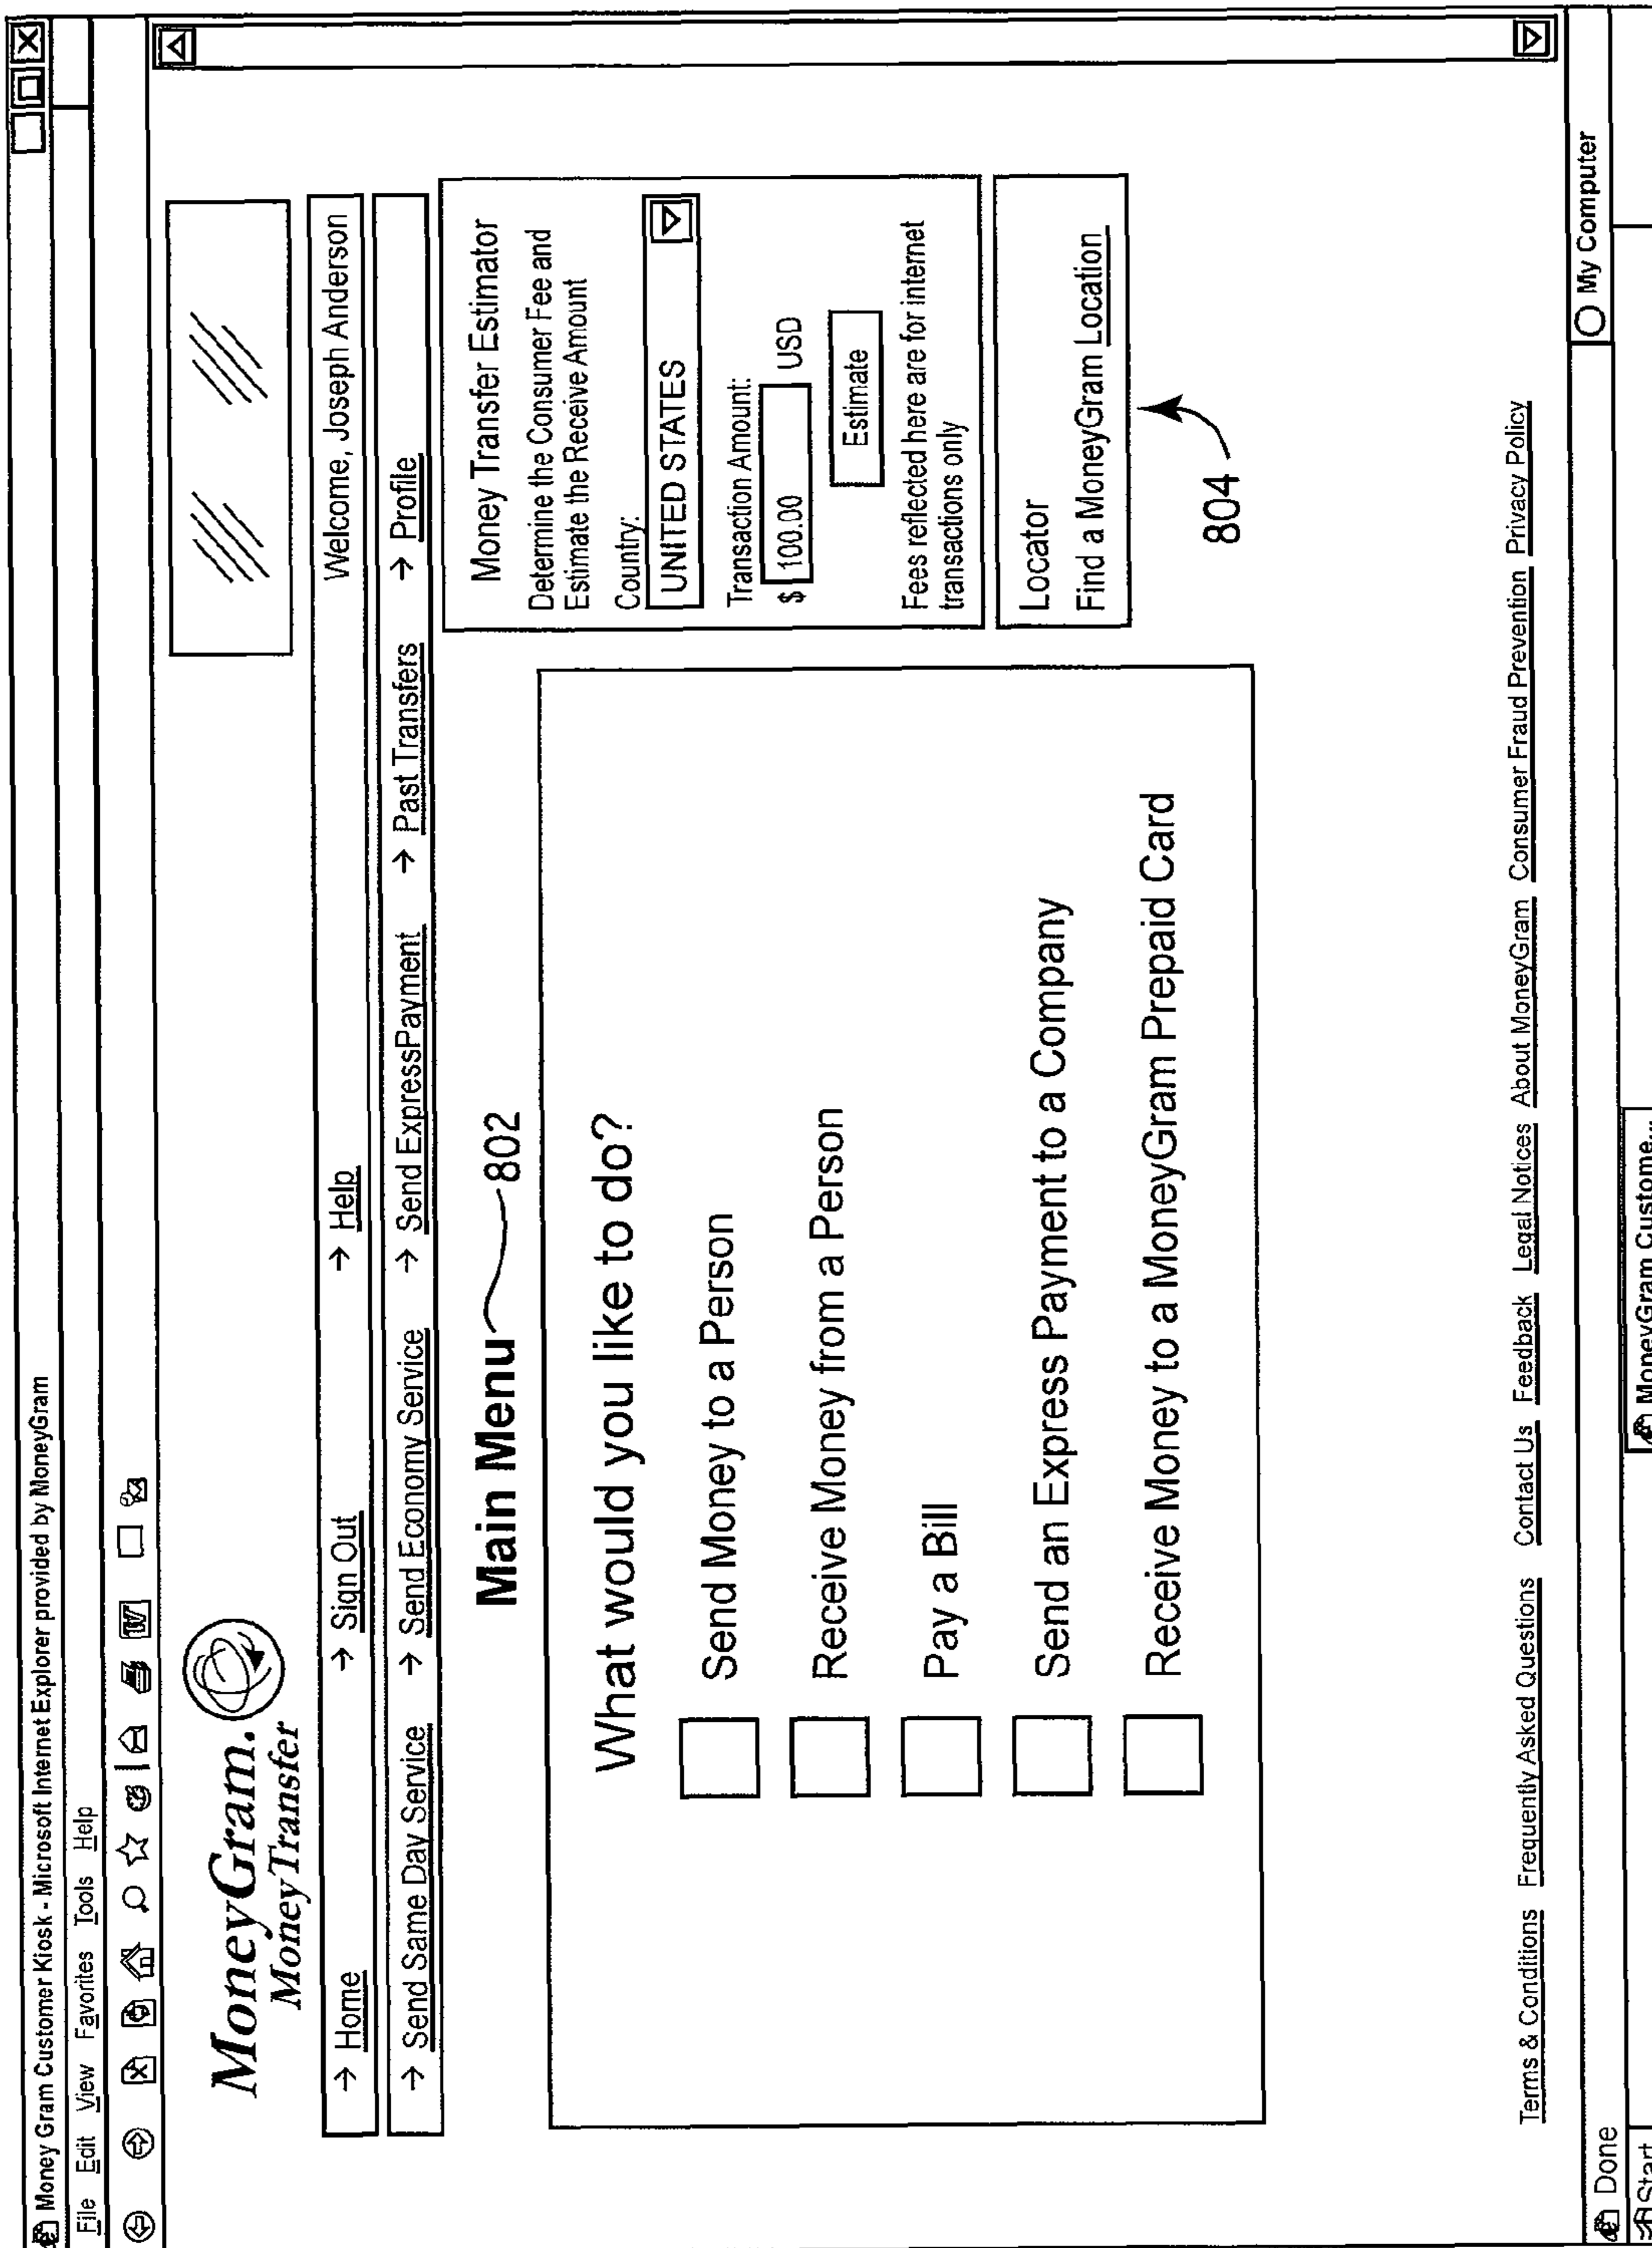 Money Gram Customer Kiosk - Microsoft Internet Explorer provided by MoneyGram
File Edit View Favorites Tools Help
MoneyGram.
MoneyTransfer
→ Home → Sign Out → Help Welcome, Joseph Anderson
→ Send Same Day Service → Send Economy Service → Send ExpressPayment → Past Transfers → Profile
Main Menu 802
What would you like to do?
Send Money to a Person
Receive Money from a Person
Pay a Bill
Send an Express Payment to a Company
Receive Money to a MoneyGram Prepaid Card
Money Transfer Estimator
Determine the Consumer Fee and
Estimate the Receive Amount
Country:
UNITED STATES
Transaction Amount:
$ 100.00 USD
Estimate
Fees reflected here are for internet
transactions only
Locator
Find a MoneyGram Location
804
Terms & Conditions Frequently Asked Questions Contact Us Feedback Legal Notices About MoneyGram Consumer Fraud Prevention Privacy Policy
Done My Computer
Start MoneyGram Custome...